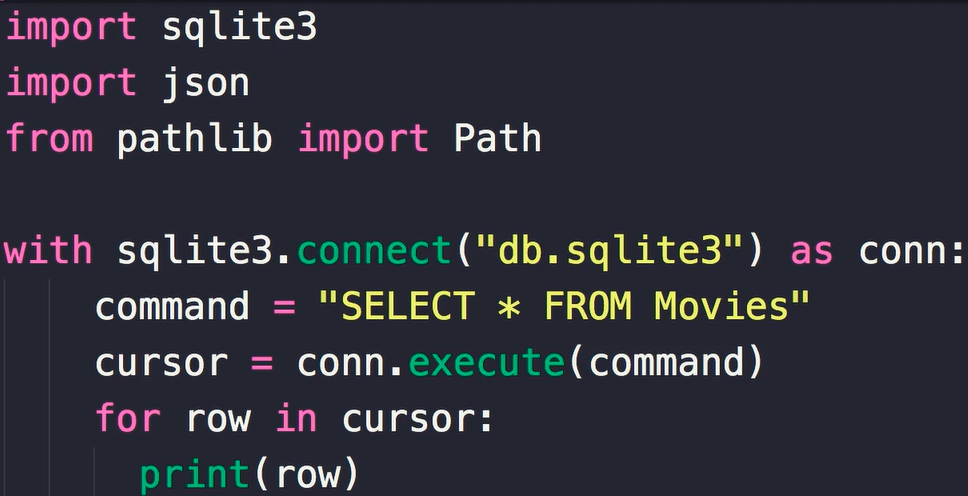 import sqlite3
import json
from pathlib import Path
with sqlite3.connect("db.sqlite3") as conn:
command = "SELECT * FROM Movies"
cursor = conn.execute(command)
for row in cursor:
print(row)